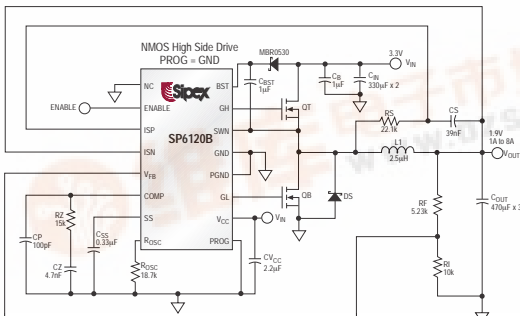 NMOS High Side Drive
PROG = GND
MBR0530
3.3V
VIN
NC
Sipex
BST
CBST
1µF
CB
1µF
CIN
330µF x 2
ENABLE
ENABLE
GH
QT
RS
22.1k
CS
39nF
ISP
SWN
SP6120B
L1
2.5µH
1.9V
1A to 8A
VOUT
ISN
GND
VFB
PGND
COMP
GL
QB
DS
RF
5.23k
COUT
470µF x 3
RZ
15k
SS
VCC
VIN
CP
100pF
CSS
0.33µF
ROSC
PROG
CZ
4.7nF
ROSC
18.7k
CVCC
2.2µF
RI
10k